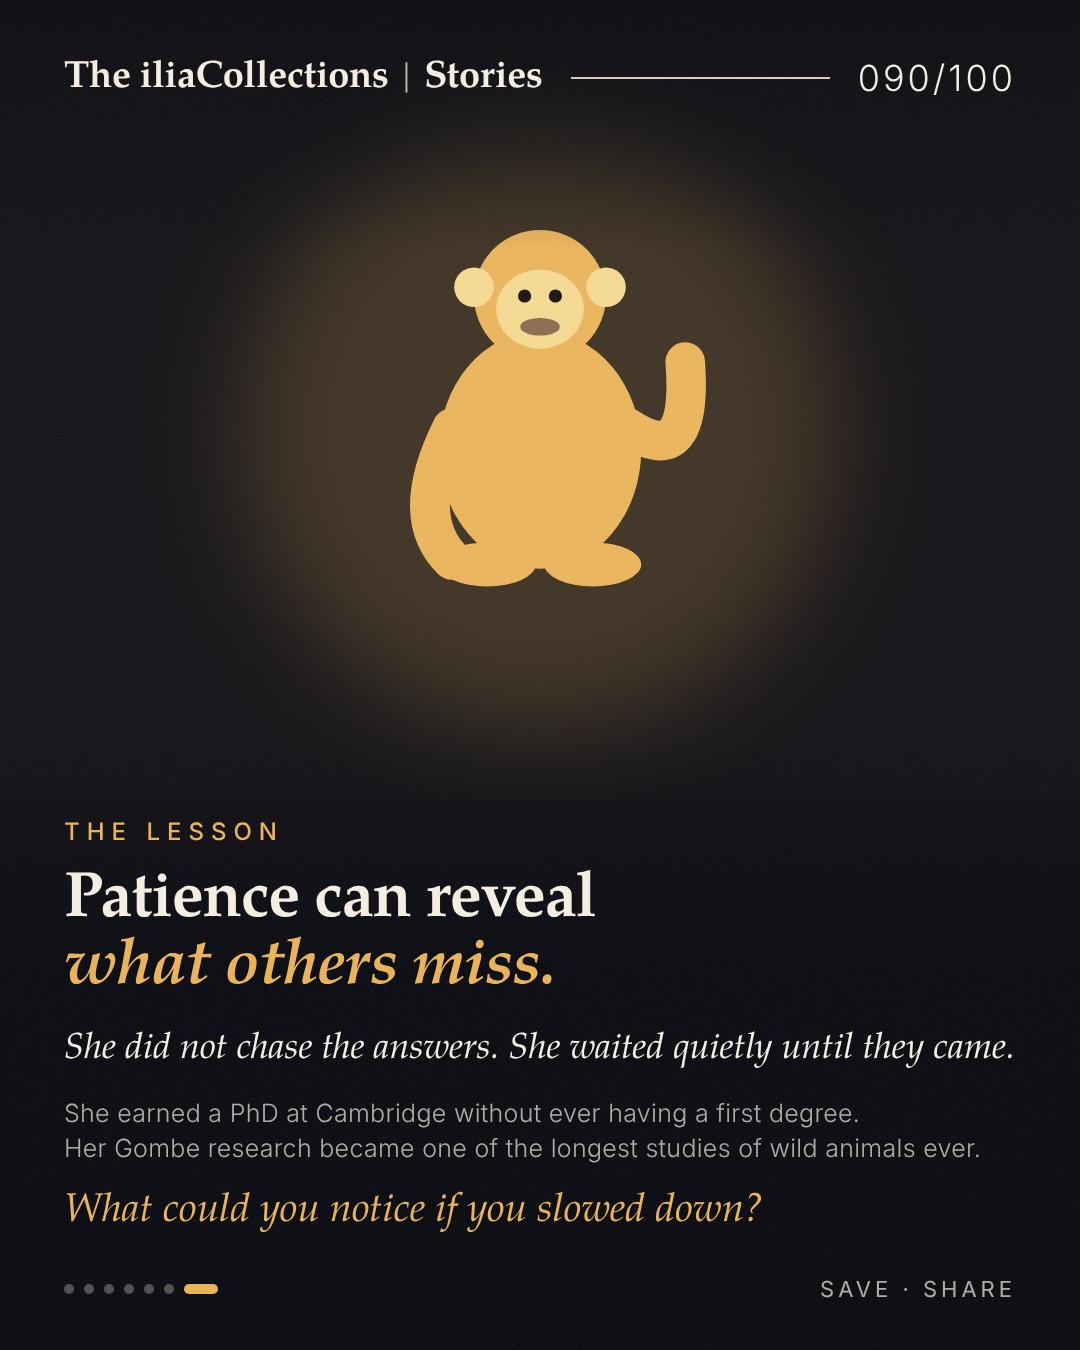 The iliaCollections | Stories 090/100
THE LESSON
Patience can reveal
what others miss.
She did not chase the answers. She waited quietly until they came.
She earned a PhD at Cambridge without ever having a first degree.
Her Gombe research became one of the longest studies of wild animals ever.
What could you notice if you slowed down?
SAVE · SHARE